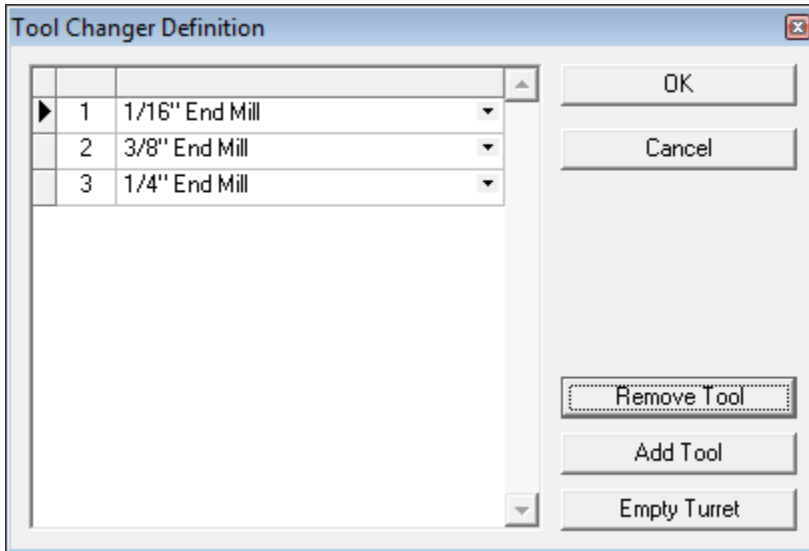 Tool Changer Definition
1 1/16" End Mill
2 3/8" End Mill
3 1/4" End Mill
OK
Cancel
Remove Tool
Add Tool
Empty Turret